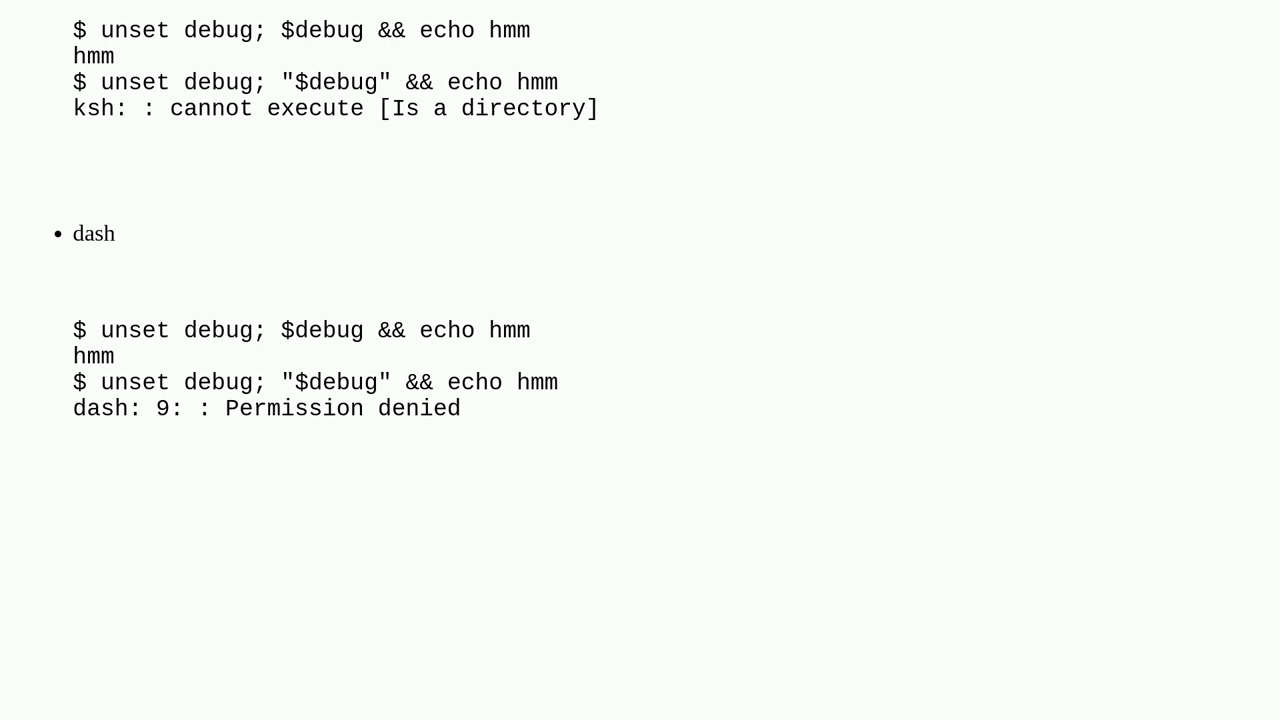 $ unset debug; $debug && echo hmm
hmm
$ unset debug; "$debug" && echo hmm
ksh: : cannot execute [Is a directory]
• dash
$ unset debug; $debug && echo hmm
hmm
$ unset debug; "$debug" && echo hmm
dash: 9: : Permission denied